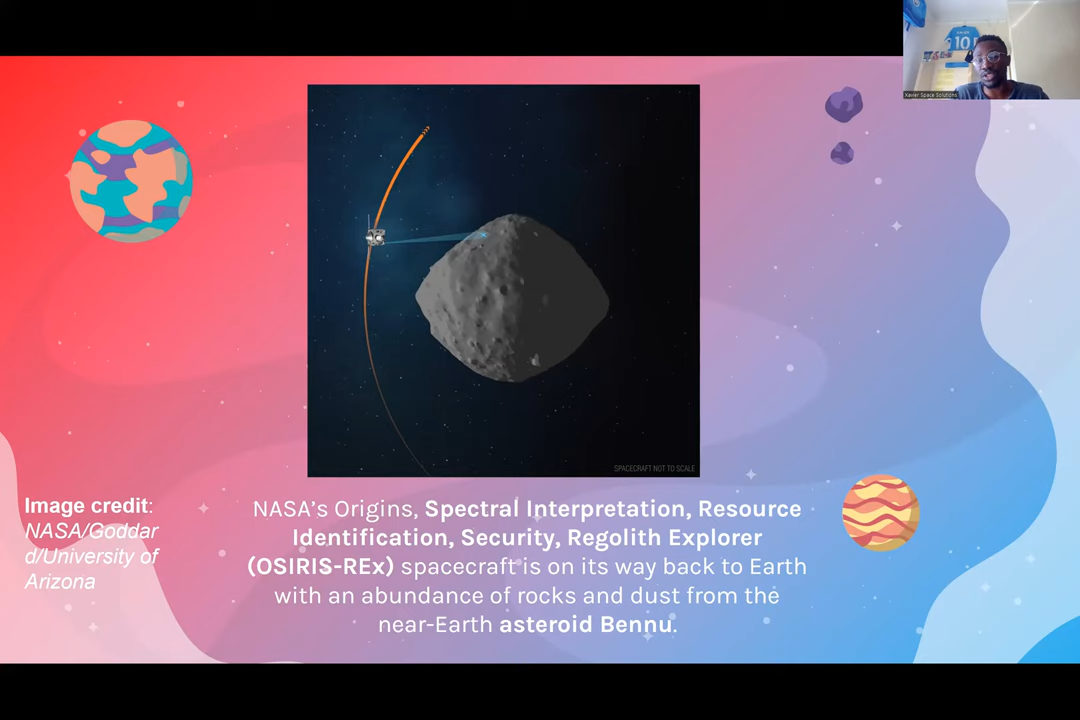 10
Xavier Space Solutions
SPACECRAFT NOT TO SCALE
Image credit:
NASA/Goddar
d/University of
Arizona
NASA's Origins, Spectral Interpretation, Resource
Identification, Security, Regolith Explorer
(OSIRIS-REx) spacecraft is on its way back to Earth
with an abundance of rocks and dust from the
near-Earth asteroid Bennu.